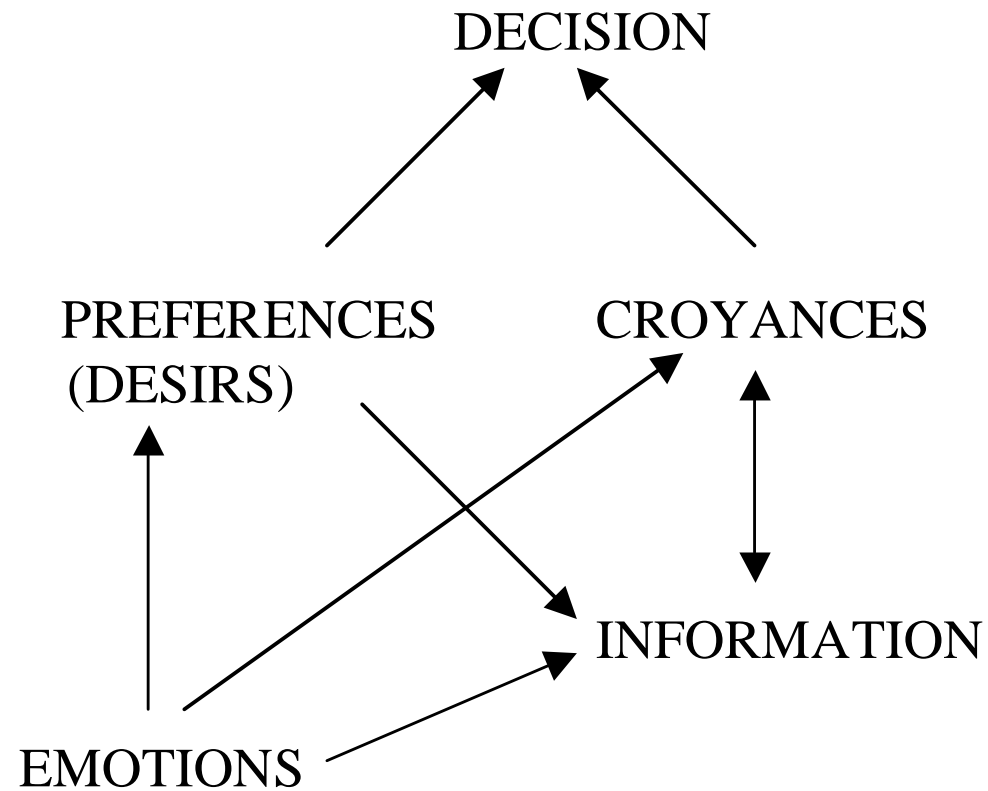 DECISION
PREFERENCES
(DESIRS)
CROYANCES
INFORMATION
EMOTIONS